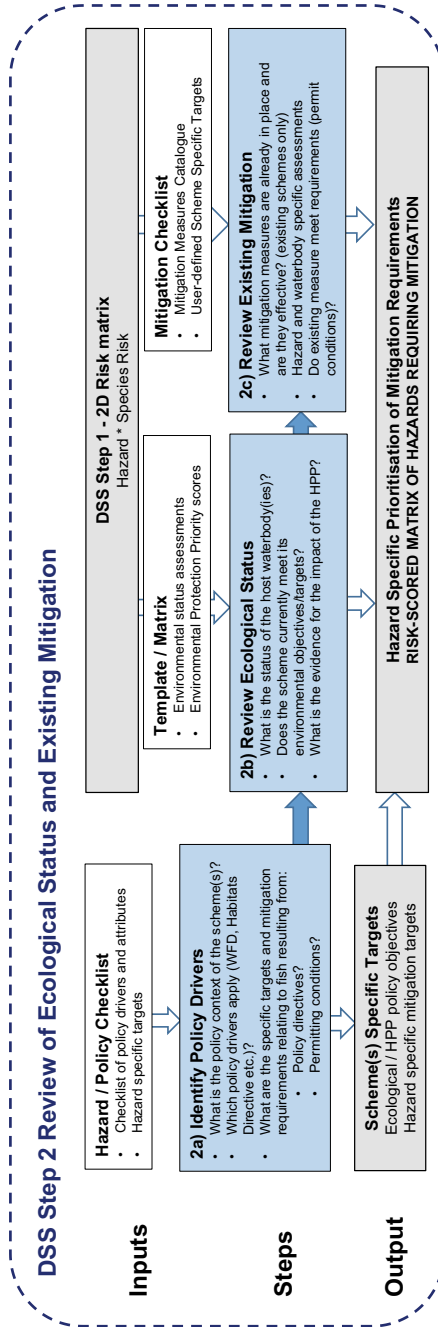 DSS Step 2 Review of Ecological Status and Existing Mitigation
Inputs
Hazard / Policy Checklist
• Checklist of policy drivers and attributes
• Hazard specific targets
DSS Step 1 - 2D Risk matrix
Hazard * Species Risk
Template / Matrix
• Environmental status assessments
• Environmental Protection Priority scores
Mitigation Checklist
• Mitigation Measures Catalogue
• User-defined Scheme Specific Targets
Steps
2a) Identify Policy Drivers
• What is the policy context of the scheme(s)?
• Which policy drivers apply (WFD, Habitats
Directive etc.)?
• What are the specific targets and mitigation
requirements relating to fish resulting from:
• Policy directives?
• Permitting conditions?
2b) Review Ecological Status
• What is the status of the host waterbody(ies)?
• Does the scheme currently meet its
environmental objectives/targets?
• What is the evidence for the impact of the HPP?
2c) Review Existing Mitigation
• What mitigation measures are already in place and
are they effective? (existing schemes only)
• Hazard and waterbody specific assessments
• Do existing measure meet requirements (permit
conditions)?
Output
Scheme(s) Specific Targets
Ecological / HPP policy objectives
Hazard specific mitigation targets
Hazard Specific Prioritisation of Mitigation Requirements
RISK-SCORED MATRIX OF HAZARDS REQUIRING MITIGATION